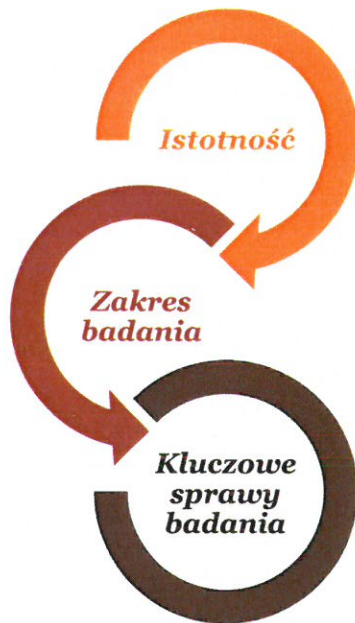 Istotność
Zakres
badania
Kluczowe
sprawy
badania